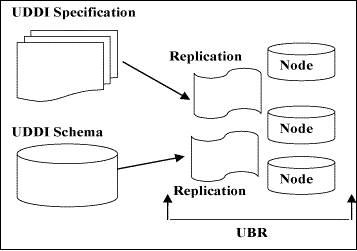 UDDI Specification
Replication
Node
Node
UDDI Schema
Node
Replication
UBR